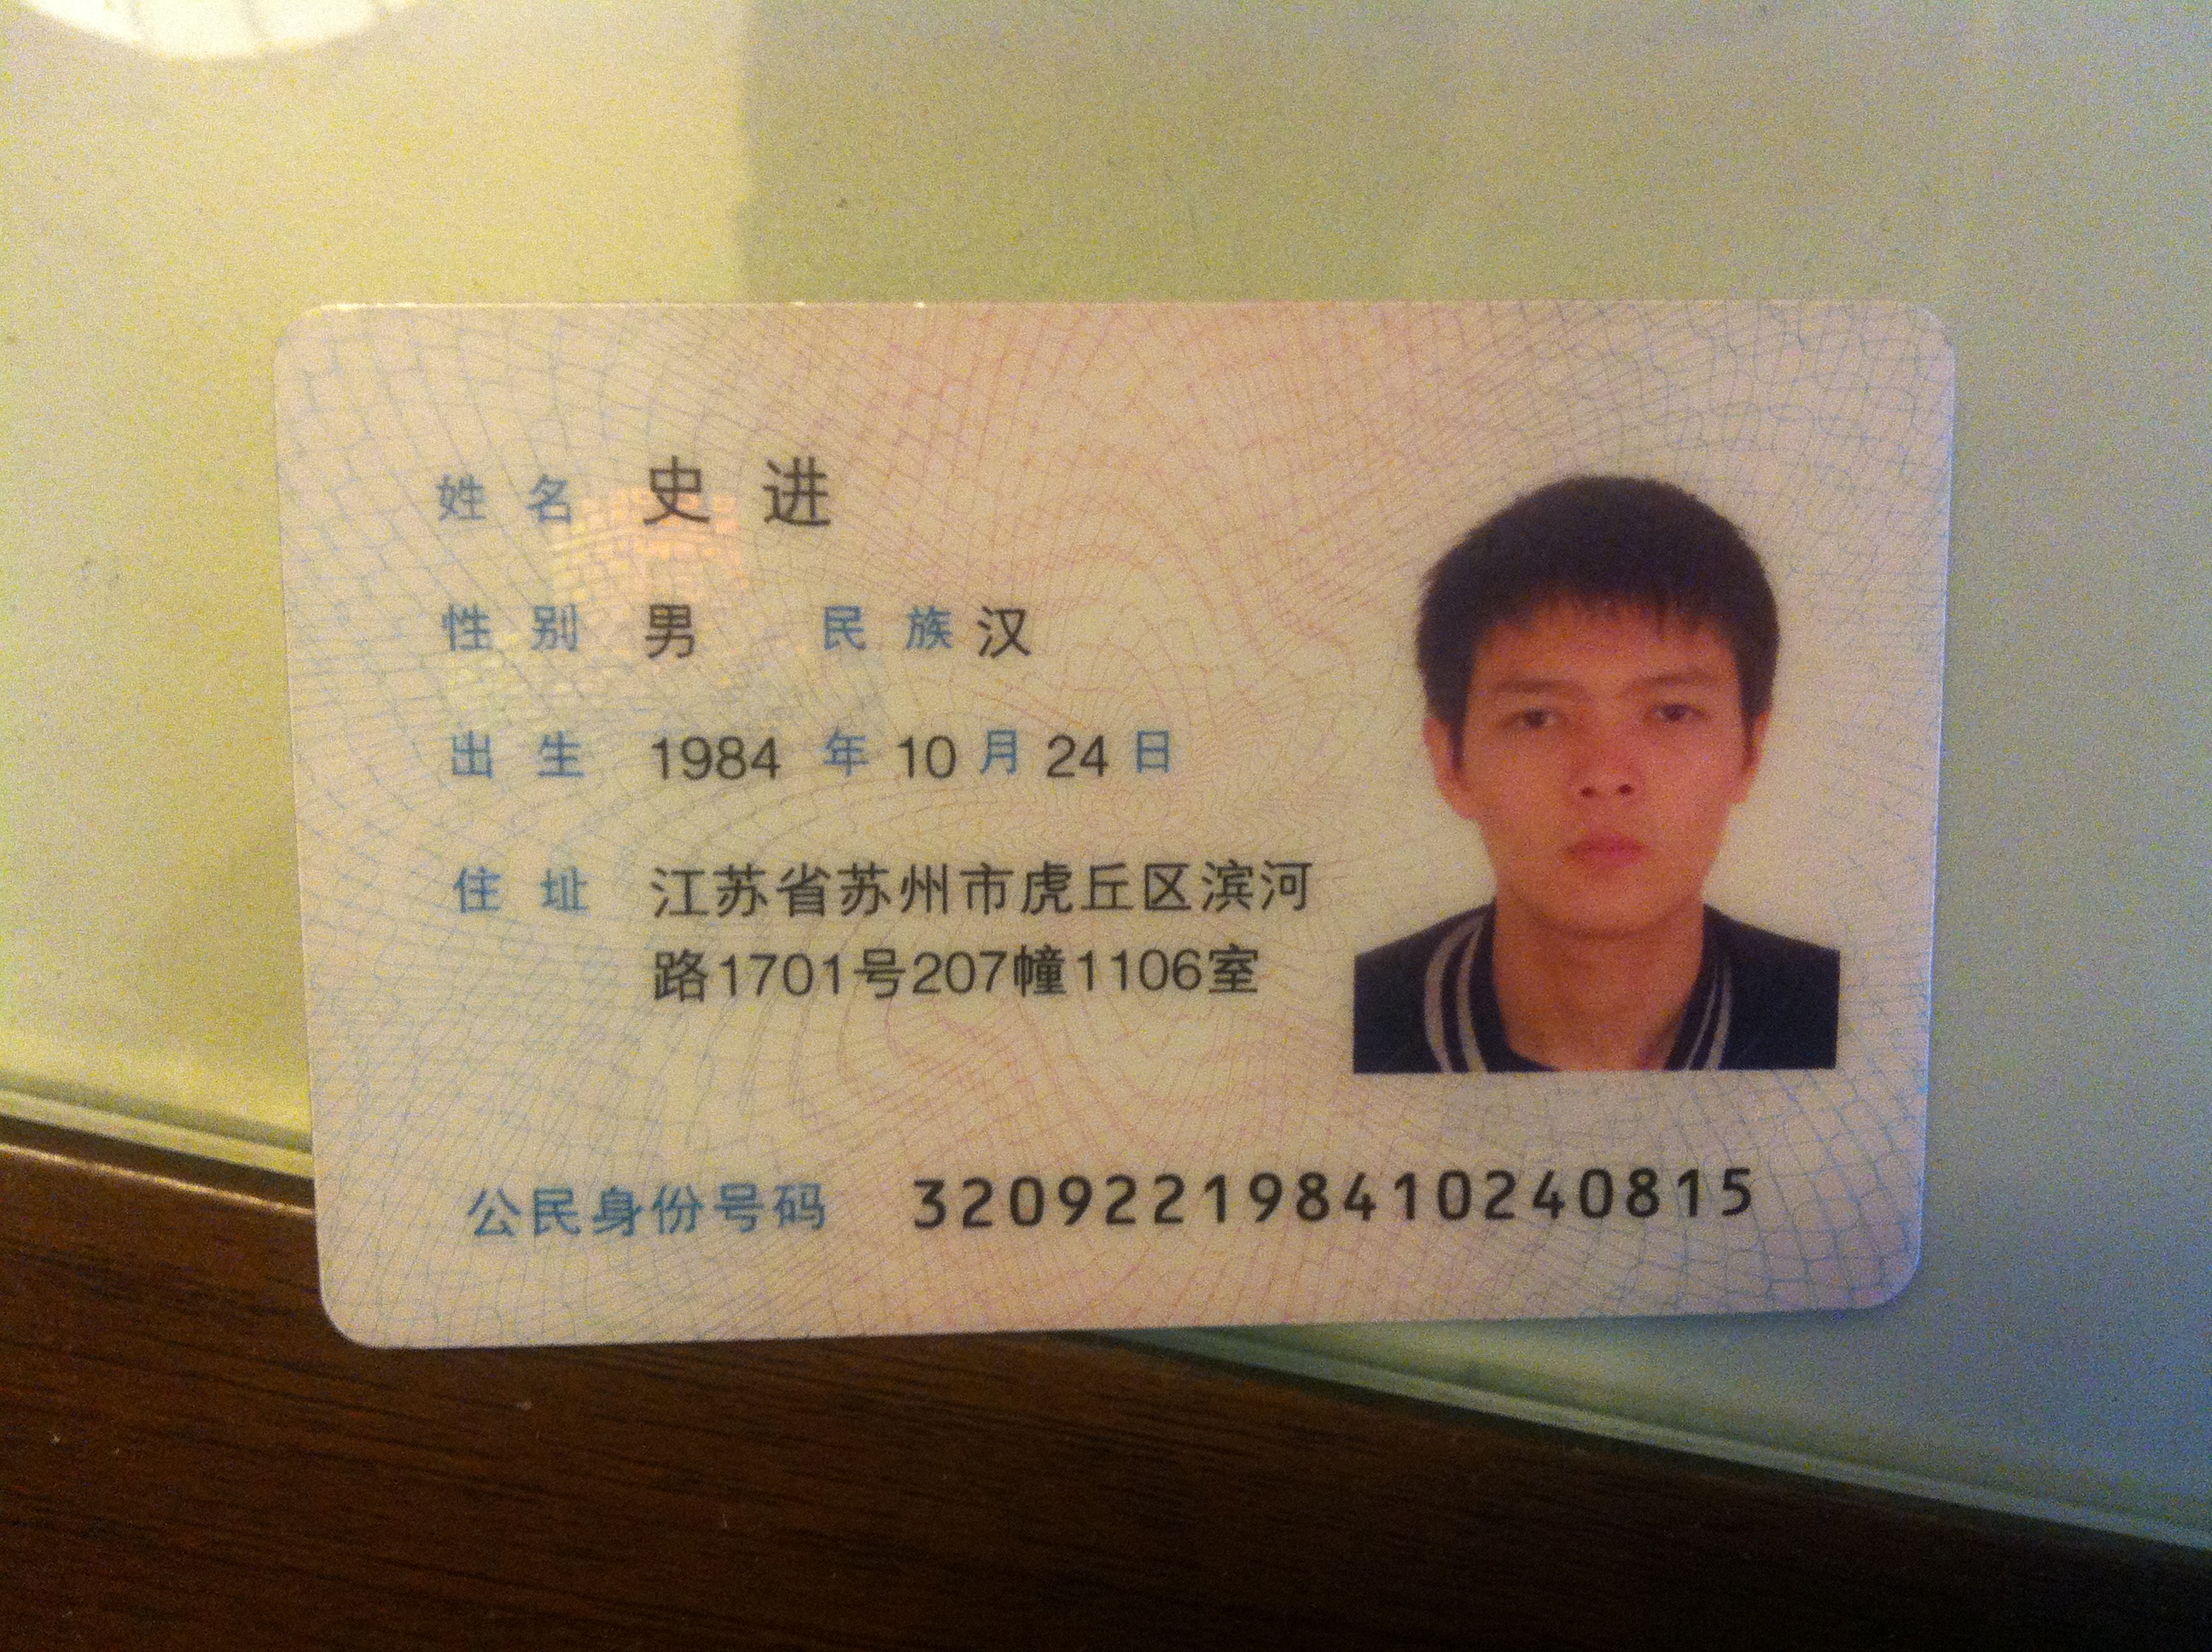 姓名 史进
性别 男 民族 汉
出生 1984 年 10 月 24 日
住址 江苏省苏州市虎丘区滨河
路1701号207幢1106室
公民身份号码 320922198410240815